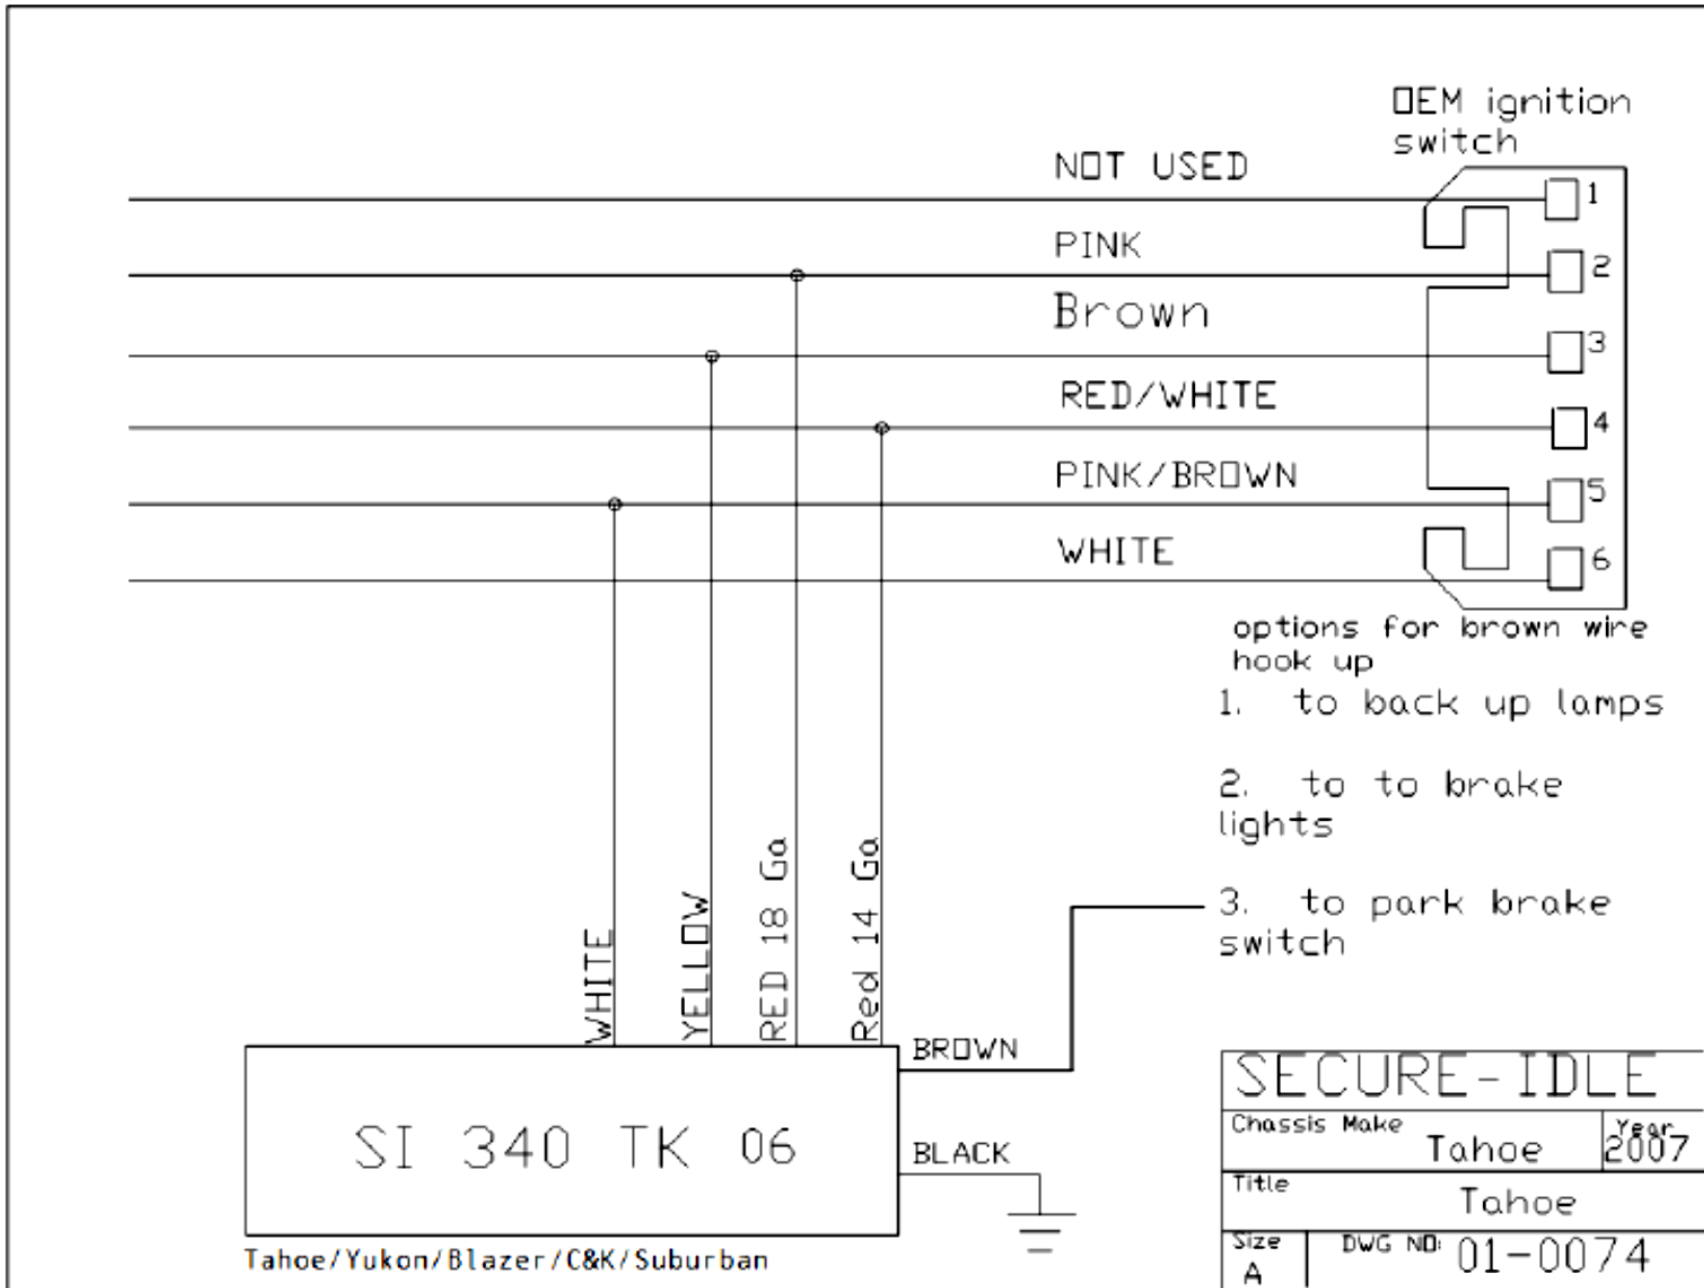 OEM ignition
switch
NOT USED
1
PINK
2
Brown
3
RED/WHITE
4
PINK/BROWN
5
WHITE
6
options for brown wire
hook up
1. to back up lamps
2. to to brake
lights
3. to park brake
switch
WHITE
YELLOW
RED 18 Ga
Red 14 Ga
BROWN
SI 340 TK 06
BLACK
Tahoe/Yukon/Blazer/C&K/Suburban
SECURE-IDLE
Chassis Make Tahoe
Year 2007
Title Tahoe
Size A
DWG NO: 01-0074